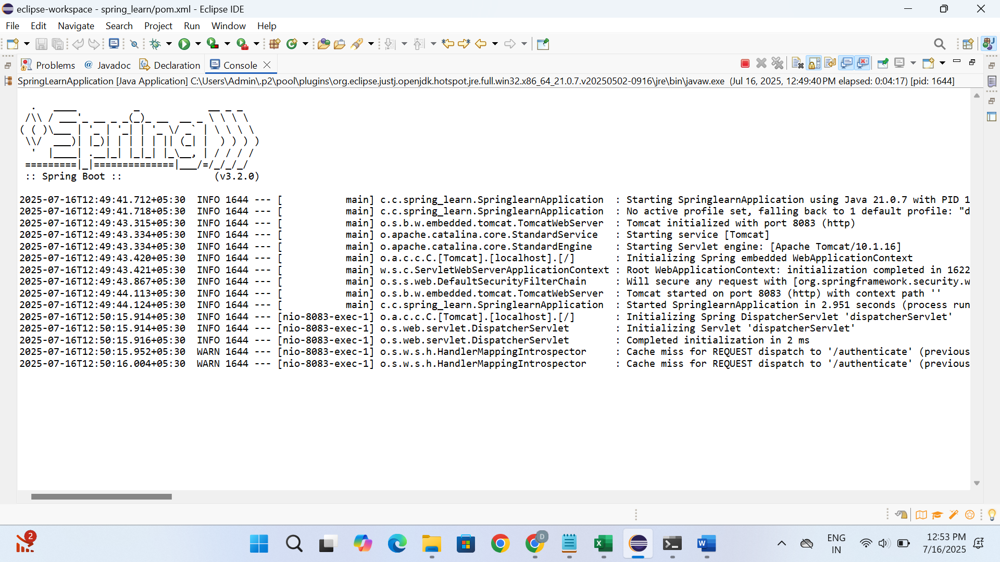 eclipse-workspace - spring_learn/pom.xml - Eclipse IDE
File Edit Navigate Search Project Run Window Help
Problems @ Javadoc Declaration Console
SpringLearnApplication [Java Application] C:\Users\Admin\.p2\pool\plugins\org.eclipse.justj.openjdk.hotspot.jre.full.win32.x86_64_21.0.7.v20250502-0916\jre\bin\javaw.exe (Jul 16, 2025, 12:49:40 PM elapsed: 0:04:17) [pid: 1644]
  .   ____          _            __ _ _
 /\\ / ___'_ __ _ _(_)_ __  __ _ \ \ \ \
( ( )\___ | '_ | '_| | '_ \/ _` | \ \ \ \
 \\/  ___)| |_)| | | | | || (_| |  ) ) ) )
  '  |____| .__|_| |_|_| |_\__, | / / / /
 =========|_|==============|___/=/_/_/_/
 :: Spring Boot ::                (v3.2.0)
2025-07-16T12:49:41.712+05:30  INFO 1644 --- [           main] c.c.spring_learn.SpringlearnApplication  : Starting SpringlearnApplication using Java 21.0.7 with PID 1
2025-07-16T12:49:41.718+05:30  INFO 1644 --- [           main] c.c.spring_learn.SpringlearnApplication  : No active profile set, falling back to 1 default profile: "d
2025-07-16T12:49:43.315+05:30  INFO 1644 --- [           main] o.s.b.w.embedded.tomcat.TomcatWebServer  : Tomcat initialized with port 8083 (http)
2025-07-16T12:49:43.334+05:30  INFO 1644 --- [           main] o.apache.catalina.core.StandardService   : Starting service [Tomcat]
2025-07-16T12:49:43.334+05:30  INFO 1644 --- [           main] o.apache.catalina.core.StandardEngine    : Starting Servlet engine: [Apache Tomcat/10.1.16]
2025-07-16T12:49:43.420+05:30  INFO 1644 --- [           main] o.a.c.c.C.[Tomcat].[localhost].[/]       : Initializing Spring embedded WebApplicationContext
2025-07-16T12:49:43.421+05:30  INFO 1644 --- [           main] w.s.c.ServletWebServerApplicationContext : Root WebApplicationContext: initialization completed in 1622
2025-07-16T12:49:43.867+05:30  INFO 1644 --- [           main] o.s.s.web.DefaultSecurityFilterChain     : Will secure any request with [org.springframework.security.w
2025-07-16T12:49:44.113+05:30  INFO 1644 --- [           main] o.s.b.w.embedded.tomcat.TomcatWebServer  : Tomcat started on port 8083 (http) with context path ''
2025-07-16T12:49:44.124+05:30  INFO 1644 --- [           main] c.c.spring_learn.SpringlearnApplication  : Started SpringlearnApplication in 2.951 seconds (process run
2025-07-16T12:50:15.914+05:30  INFO 1644 --- [nio-8083-exec-1] o.a.c.c.C.[Tomcat].[localhost].[/]       : Initializing Spring DispatcherServlet 'dispatcherServlet'
2025-07-16T12:50:15.914+05:30  INFO 1644 --- [nio-8083-exec-1] o.s.web.servlet.DispatcherServlet        : Initializing Servlet 'dispatcherServlet'
2025-07-16T12:50:15.916+05:30  INFO 1644 --- [nio-8083-exec-1] o.s.web.servlet.DispatcherServlet        : Completed initialization in 2 ms
2025-07-16T12:50:15.952+05:30  WARN 1644 --- [nio-8083-exec-1] o.s.w.s.h.HandlerMappingIntrospector     : Cache miss for REQUEST dispatch to '/authenticate' (previous
2025-07-16T12:50:16.004+05:30  WARN 1644 --- [nio-8083-exec-1] o.s.w.s.h.HandlerMappingIntrospector     : Cache miss for REQUEST dispatch to '/authenticate' (previous
2
D
ENG
IN
12:53 PM
7/16/2025